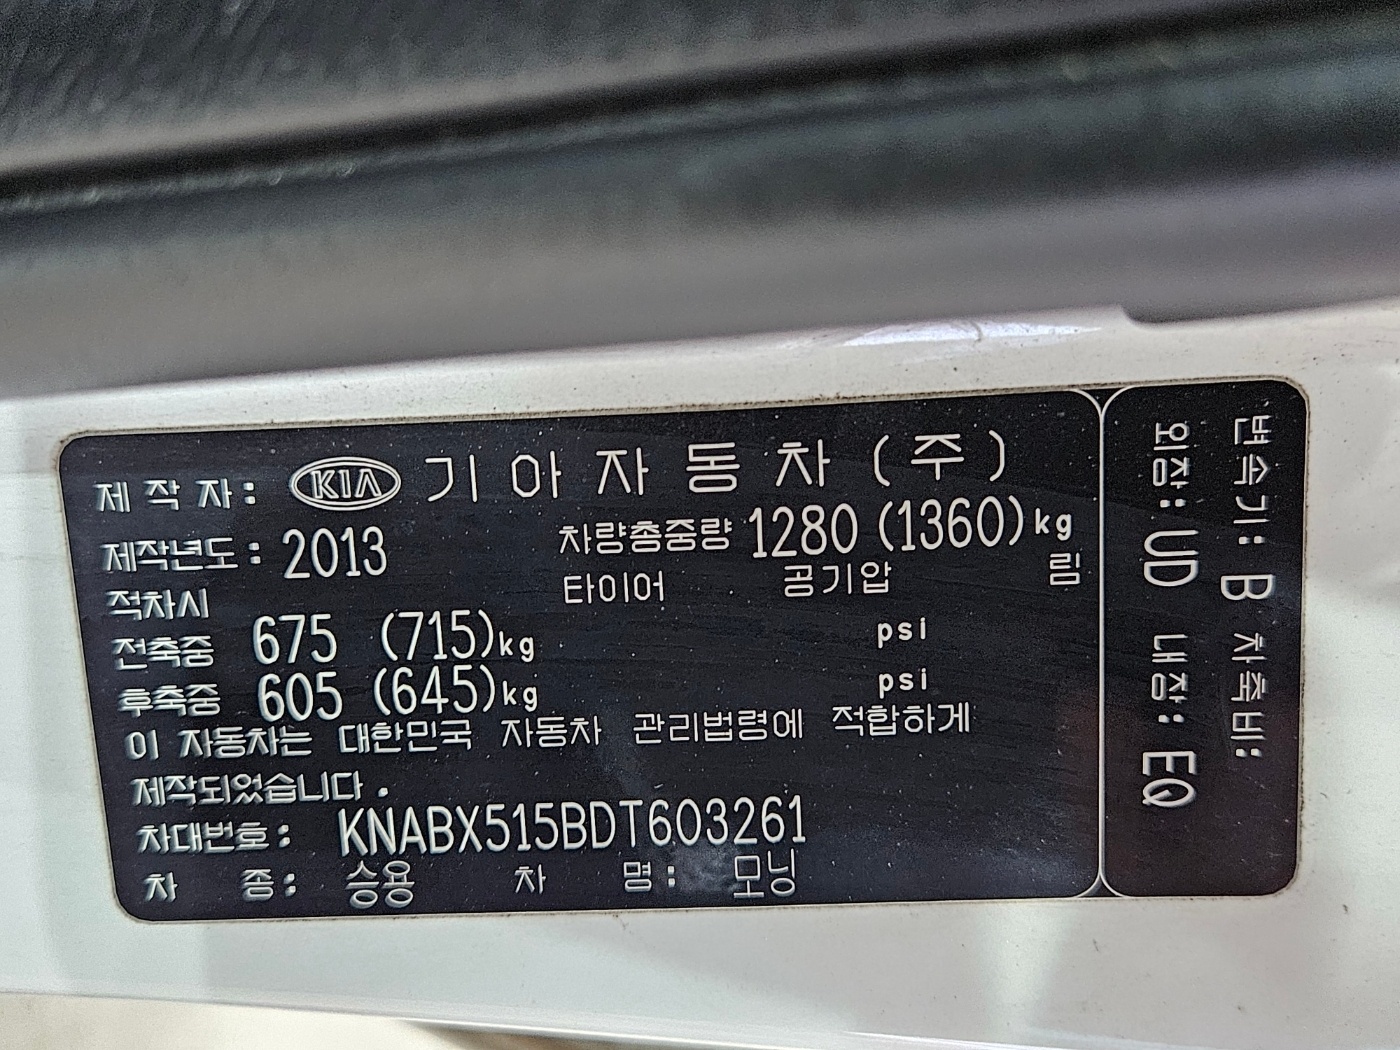 제 작 자 : KIA 기 아 자 동 차 ( 주 )
제작년도 : 2013 차량총중량 1280 (1360) kg
적차시 타이어 공기압 림
전축중 675 (715) kg psi
후축중 605 (645) kg psi
이 자동차는 대한민국 자동차 관리법령에 적합하게
제작되었습니다 .
차대번호 : KNABX515BDT603261
차 종 : 승용 차 명 : 모닝
변속기: B 차축비:
외장: UD 내장: EQ